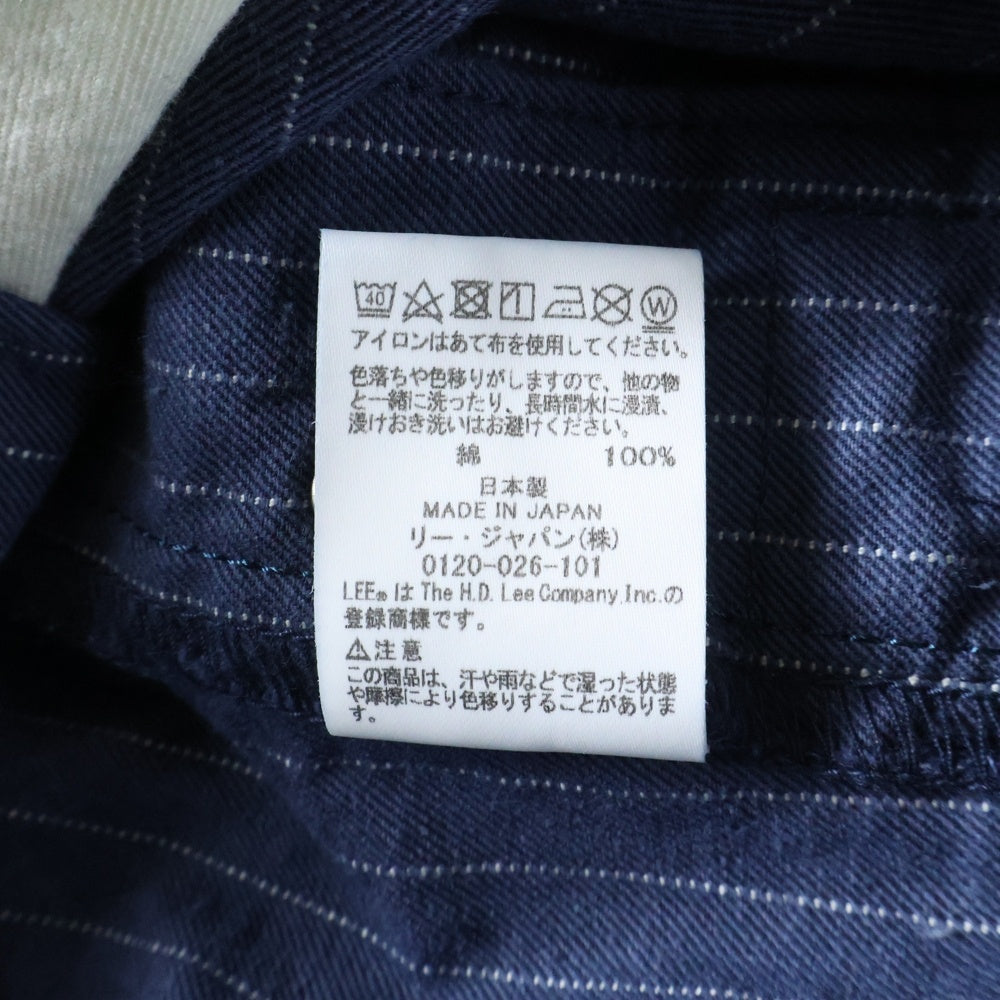 40 W
アイロンはあて布を使用してください。
色落ちや色移りがしますので、他の物
と一緒に洗ったり、長時間水に浸漬、
浸けおき洗いはお避けください。
綿 100%
日本製
MADE IN JAPAN
リー・ジャパン(株)
0120-026-101
LEE®は The H.D. Lee Company, Inc.の
登録商標です。
⚠注意
この商品は、汗や雨などで湿った状態
や摩擦により色移りすることがありま
す。